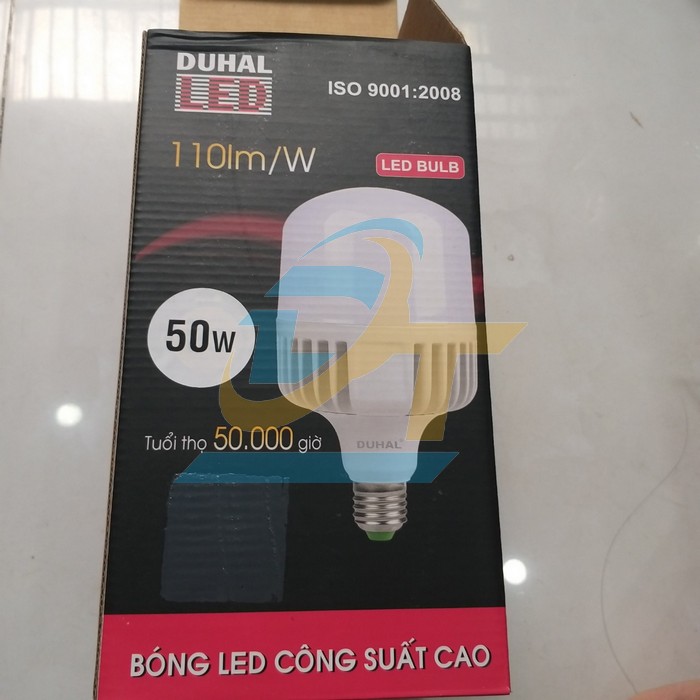 DUHAL
LED
ISO 9001:2008
110lm/W
LED BULB
50W
DUHAL
Tuổi thọ 50.000 giờ
BÓNG LED CÔNG SUẤT CAO